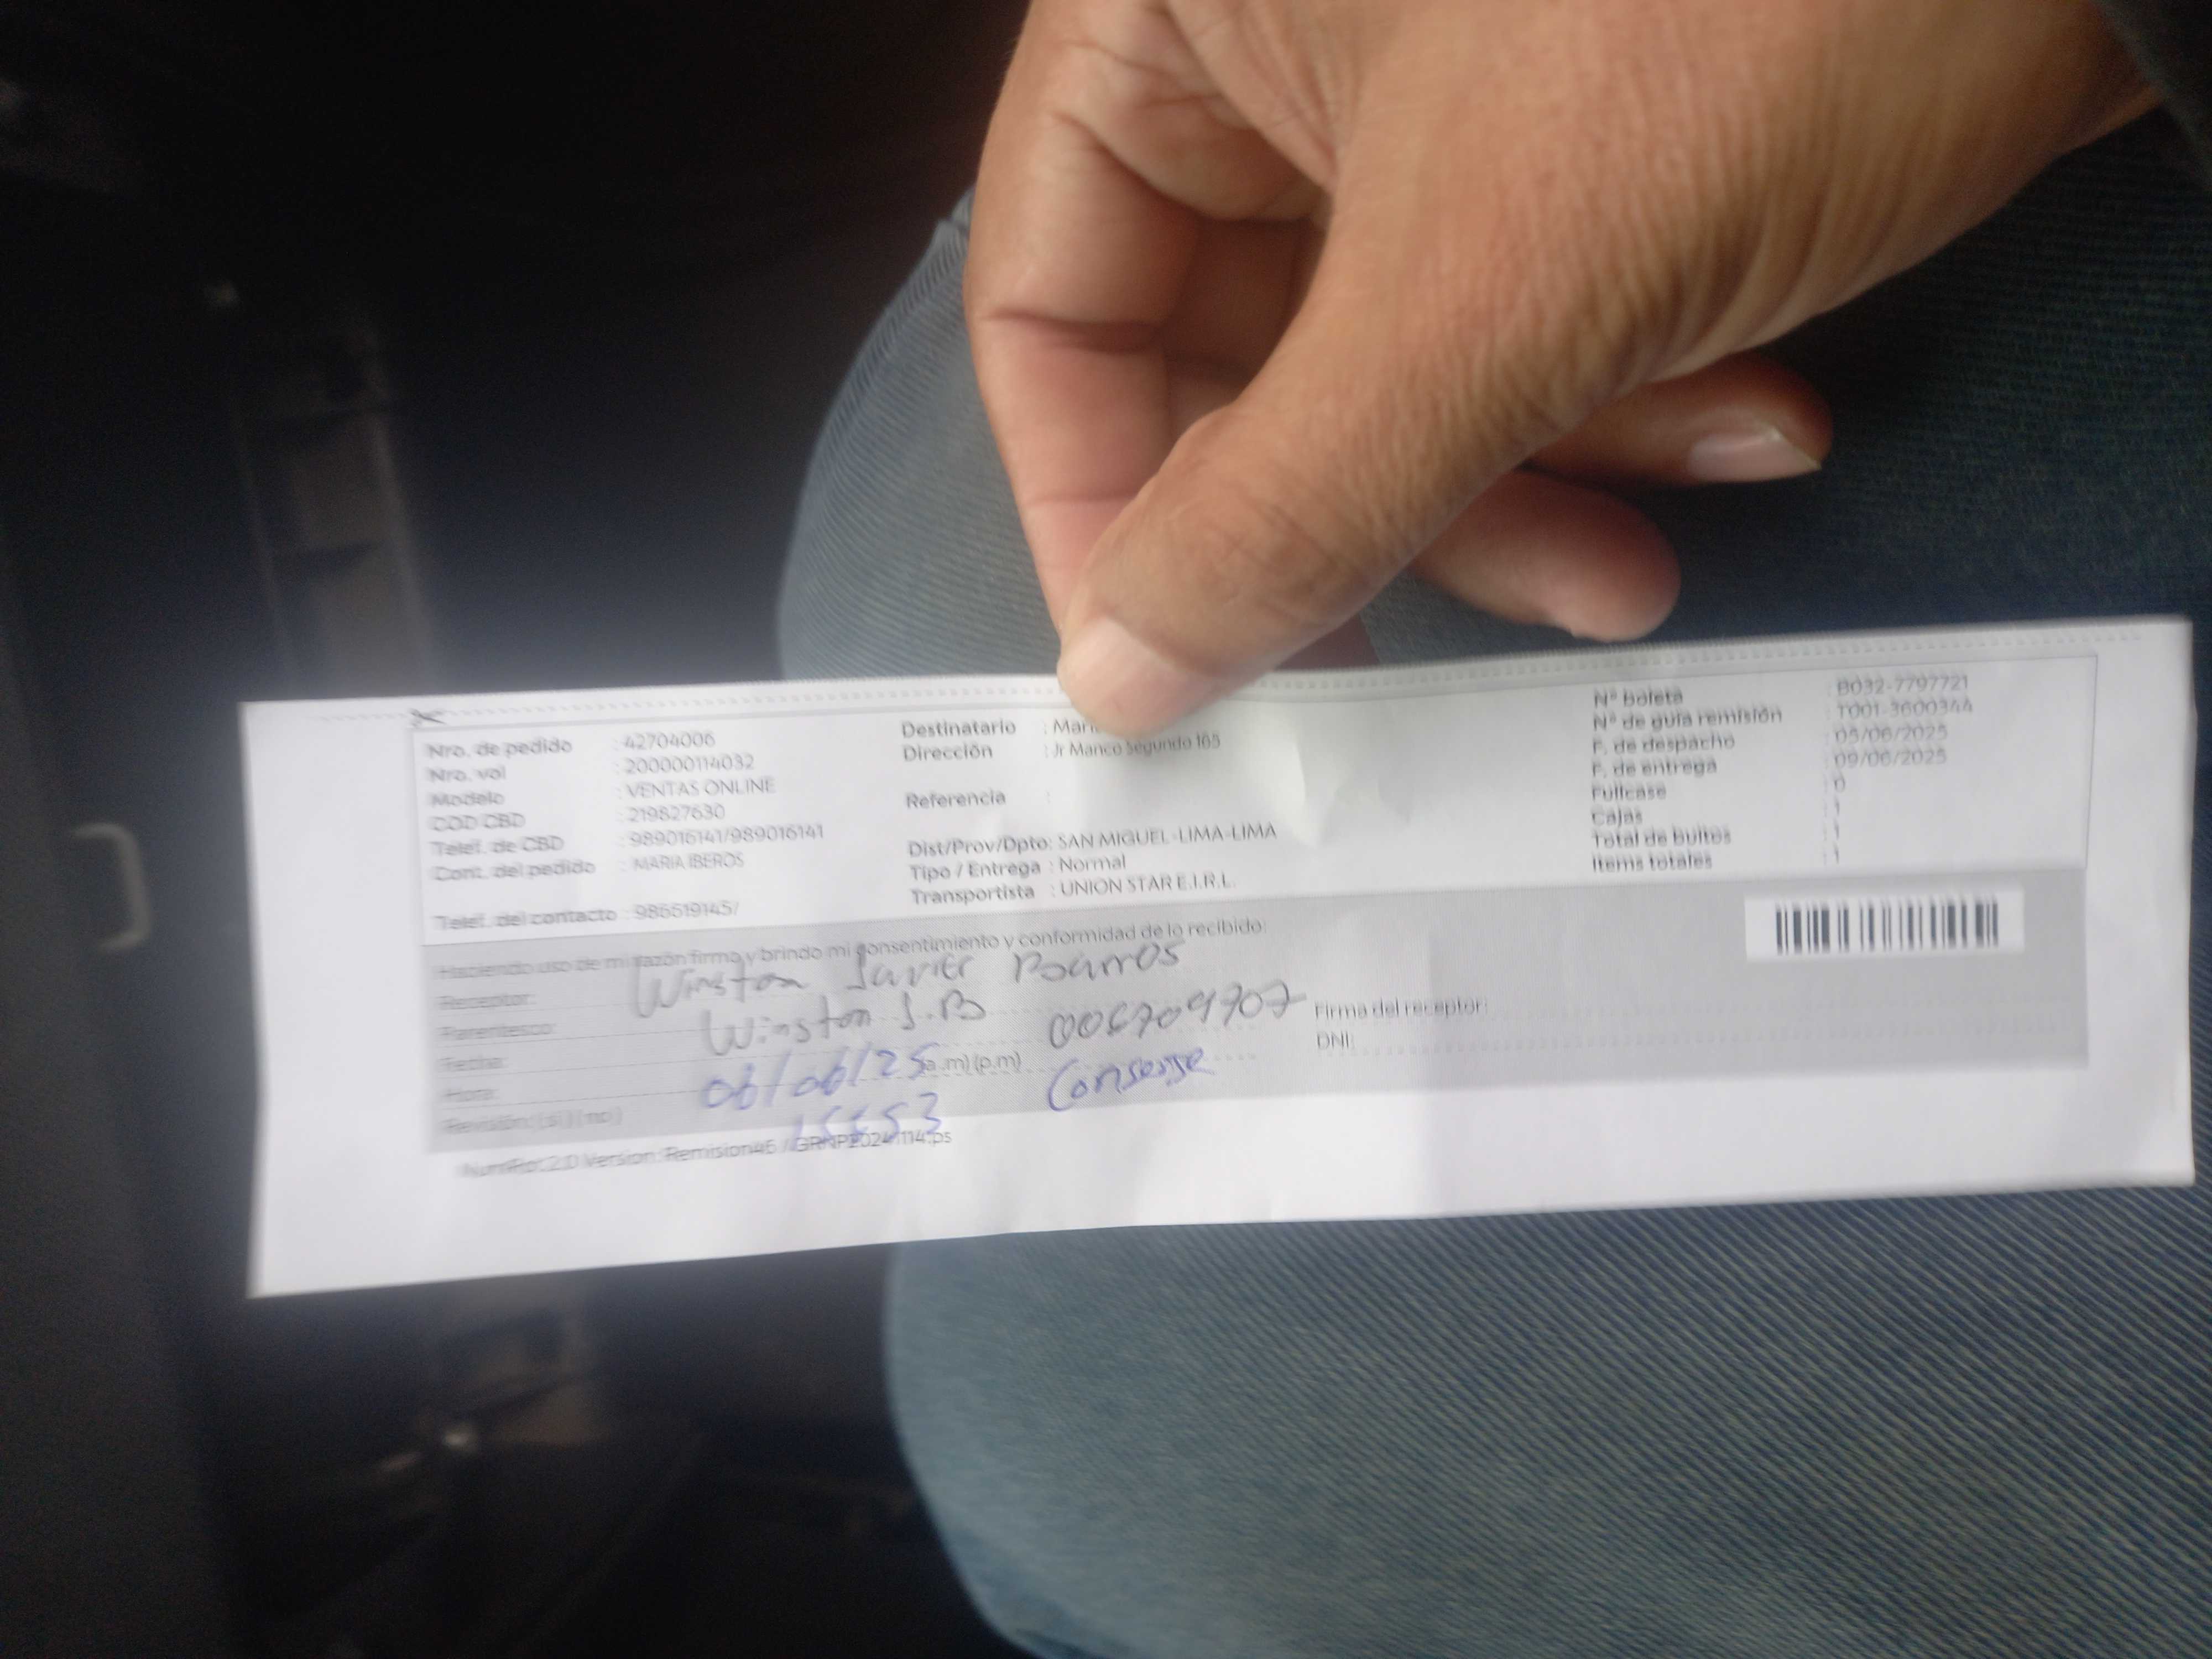 Nro. de pedido : 42704006
Nro. vol : 200000114032
Modelo : VENTAS ONLINE
COD CBD : 219827630
Telef. de CBD : 989016141/989016141
Cont. del pedido : MARIA IBEROS
Telef. del contacto : 986519145/
Destinatario : Mari
Dirección : Jr Manco Segundo 165
Referencia :
Dist/Prov/Dpto: SAN MIGUEL-LIMA-LIMA
Tipo / Entrega : Normal
Transportista : UNION STAR E.I.R.L.
Nº boleta : B032-7797721
Nº de guía remisión : T001-3600344
F. de despacho : 05/06/2025
F. de entrega : 09/06/2025
Fullcase : 0
Cajas : 1
Total de bultos : 1
Items totales : 1
Haciendo uso de mi razón firmo y brindo mi consentimiento y conformidad de lo recibido:
Receptor: Winston Javier Barros
Parentesco: Winston J.B 006709707
Fecha: 06/06/25 (a.m) (p.m) Conserje
Hora:
Revisión: (si) (no)
Firma del receptor:
DNI:
Version: Remision46 /